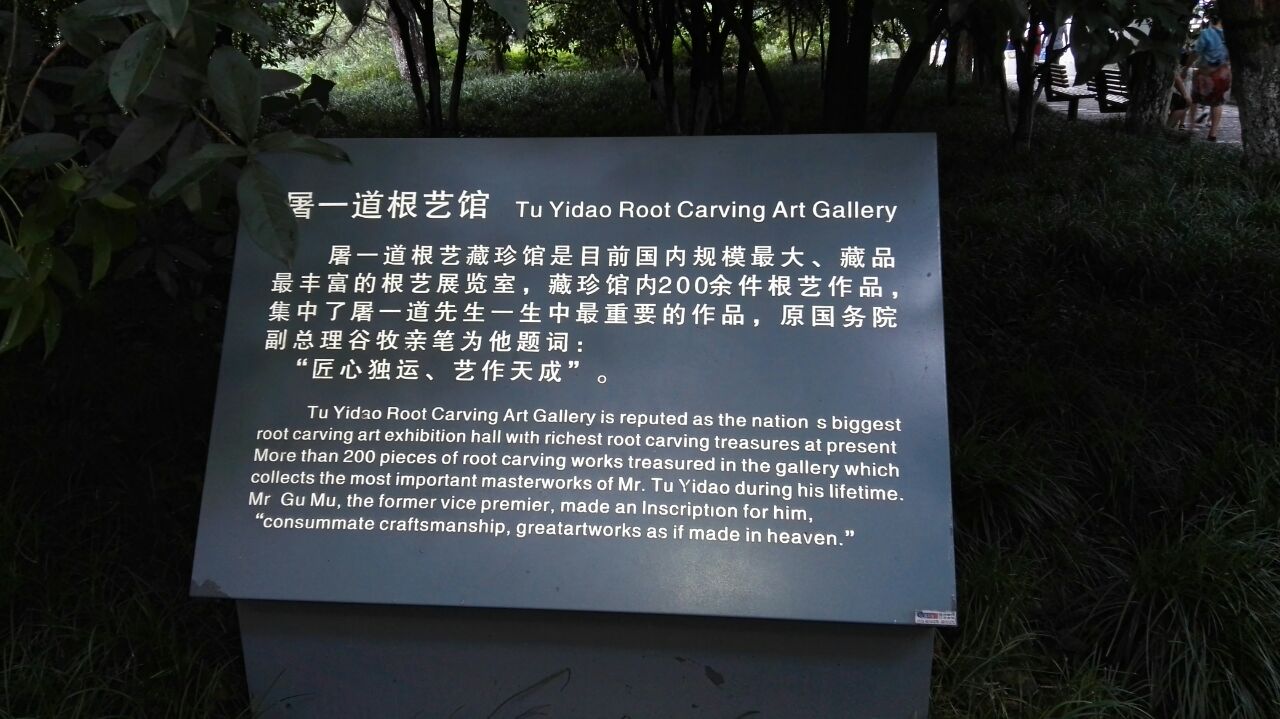 屠一道根艺馆 Tu Yidao Root Carving Art Gallery
屠一道根艺藏珍馆是目前国内规模最大、藏品
最丰富的根艺展览室，藏珍馆内200余件根艺作品，
集中了屠一道先生一生中最重要的作品，原国务院
副总理谷牧亲笔为他题词：
“匠心独运、艺作天成”。
Tu Yidao Root Carving Art Gallery is reputed as the nation s biggest
root carving art exhibition hall with richest root carving treasures at present
More than 200 pieces of root carving works treasured in the gallery which
collects the most important masterworks of Mr. Tu Yidao during his lifetime.
Mr Gu Mu, the former vice premier, made an Inscription for him,
“consummate craftsmanship, greatartworks as if made in heaven.”